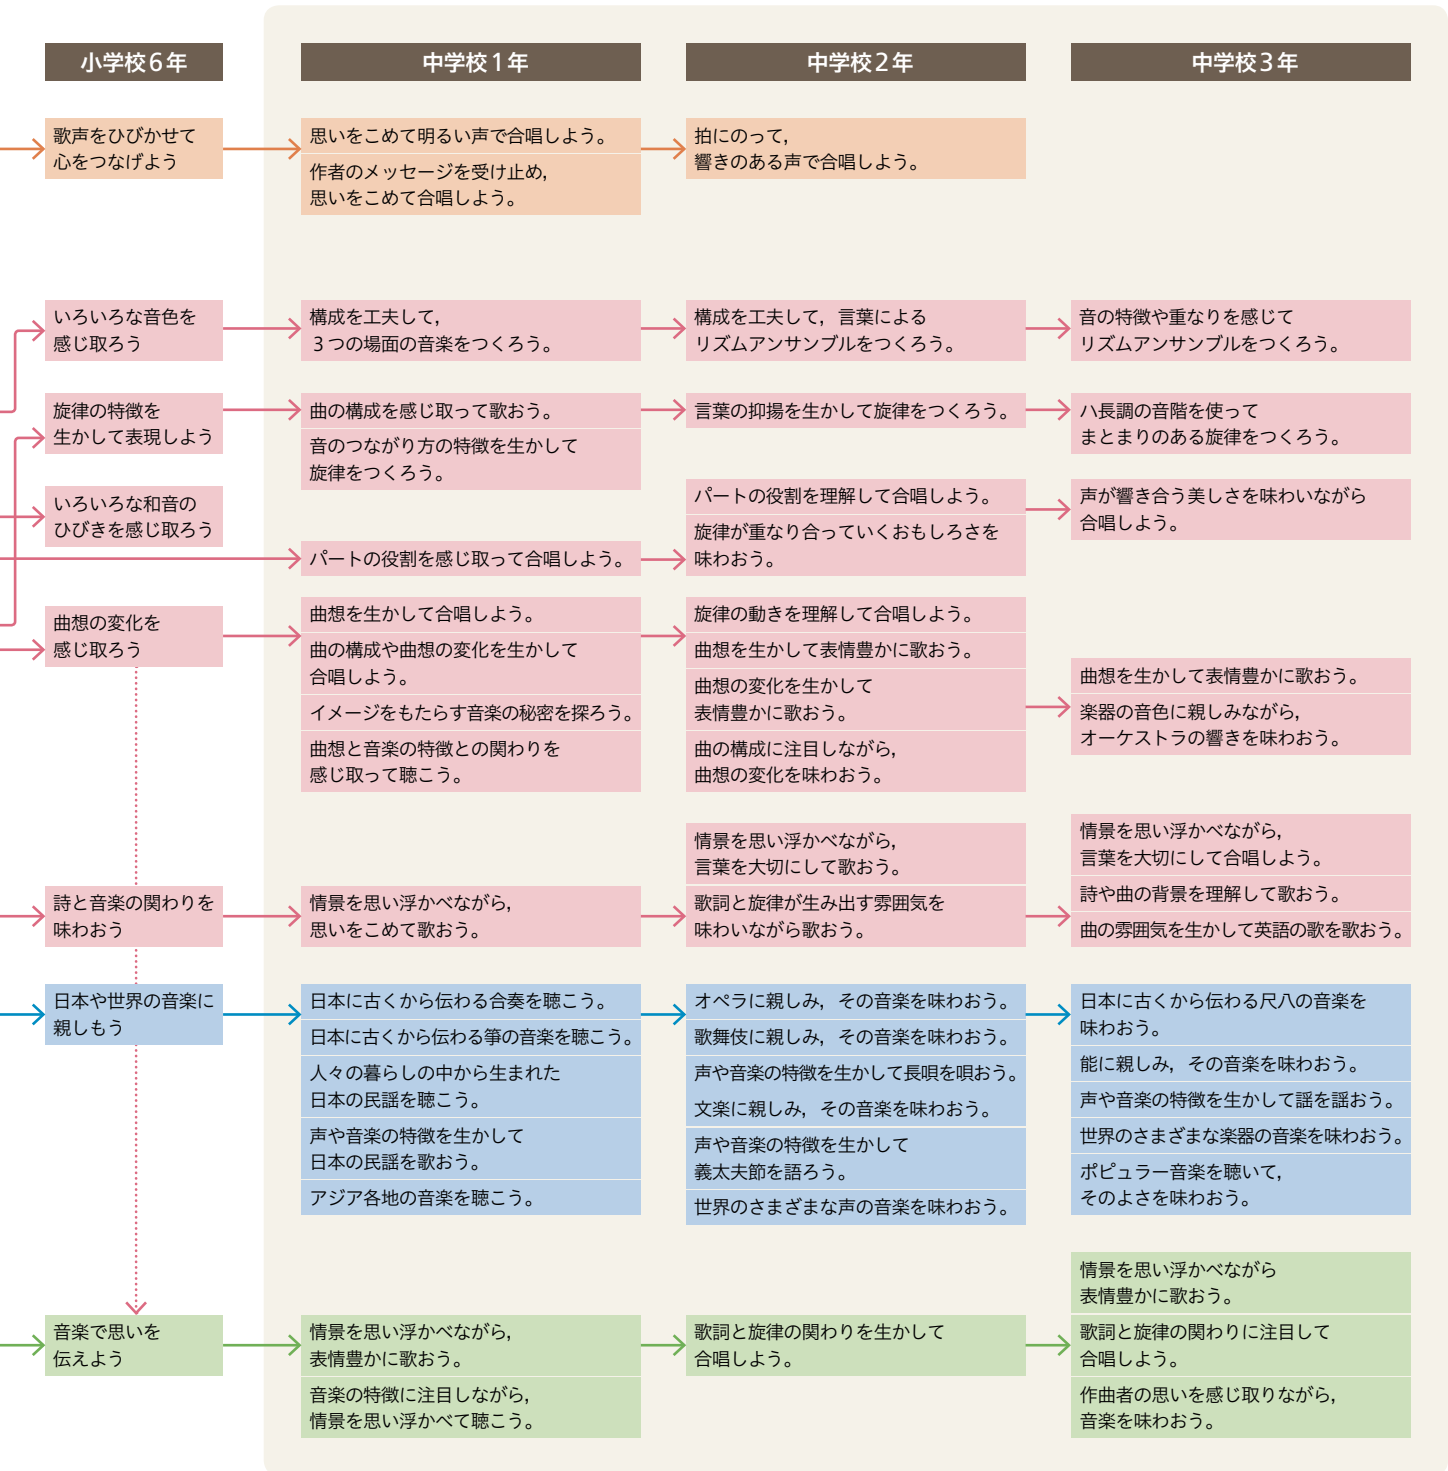 小学校6年
中学校1年
中学校2年
中学校3年
歌声をひびかせて
心をつなげよう
思いをこめて明るい声で合唱しよう。
作者のメッセージを受け止め，
思いをこめて合唱しよう。
拍にのって，
響きのある声で合唱しよう。
いろいろな音色を
感じ取ろう
構成を工夫して，
3つの場面の音楽をつくろう。
構成を工夫して，言葉による
リズムアンサンブルをつくろう。
音の特徴や重なりを感じて
リズムアンサンブルをつくろう。
旋律の特徴を
生かして表現しよう
曲の構成を感じ取って歌おう。
音のつながり方の特徴を生かして
旋律をつくろう。
言葉の抑揚を生かして旋律をつくろう。
ハ長調の音階を使って
まとまりのある旋律をつくろう。
いろいろな和音の
ひびきを感じ取ろう
パートの役割を感じ取って合唱しよう。
パートの役割を理解して合唱しよう。
旋律が重なり合っていくおもしろさを
味わおう。
声が響き合う美しさを味わいながら
合唱しよう。
曲想の変化を
感じ取ろう
曲想を生かして合唱しよう。
曲の構成や曲想の変化を生かして
合唱しよう。
イメージをもたらす音楽の秘密を探ろう。
曲想と音楽の特徴との関わりを
感じ取って聴こう。
旋律の動きを理解して合唱しよう。
曲想を生かして表情豊かに歌おう。
曲想の変化を生かして
表情豊かに歌おう。
曲の構成に注目しながら，
曲想の変化を味わおう。
曲想を生かして表情豊かに歌おう。
楽器の音色に親しみながら，
オーケストラの響きを味わおう。
詩と音楽の関わりを
味わおう
情景を思い浮かべながら，
思いをこめて歌おう。
情景を思い浮かべながら，
言葉を大切にして歌おう。
歌詞と旋律が生み出す雰囲気を
味わいながら歌おう。
情景を思い浮かべながら，
言葉を大切にして合唱しよう。
詩や曲の背景を理解して歌おう。
曲の雰囲気を生かして英語の歌を歌おう。
日本や世界の音楽に
親しもう
日本に古くから伝わる合奏を聴こう。
日本に古くから伝わる箏の音楽を聴こう。
人々の暮らしの中から生まれた
日本の民謡を聴こう。
声や音楽の特徴を生かして
日本の民謡を歌おう。
アジア各地の音楽を聴こう。
オペラに親しみ，その音楽を味わおう。
歌舞伎に親しみ，その音楽を味わおう。
声や音楽の特徴を生かして長唄を唄おう。
文楽に親しみ，その音楽を味わおう。
声や音楽の特徴を生かして
義太夫節を語ろう。
世界のさまざまな声の音楽を味わおう。
日本に古くから伝わる尺八の音楽を
味わおう。
能に親しみ，その音楽を味わおう。
声や音楽の特徴を生かして謡を謡おう。
世界のさまざまな楽器の音楽を味わおう。
ポピュラー音楽を聴いて，
そのよさを味わおう。
音楽で思いを
伝えよう
情景を思い浮かべながら，
表情豊かに歌おう。
音楽の特徴に注目しながら，
情景を思い浮かべて聴こう。
歌詞と旋律の関わりを生かして
合唱しよう。
情景を思い浮かべながら
表情豊かに歌おう。
歌詞と旋律の関わりに注目して
合唱しよう。
作曲者の思いを感じ取りながら，
音楽を味わおう。